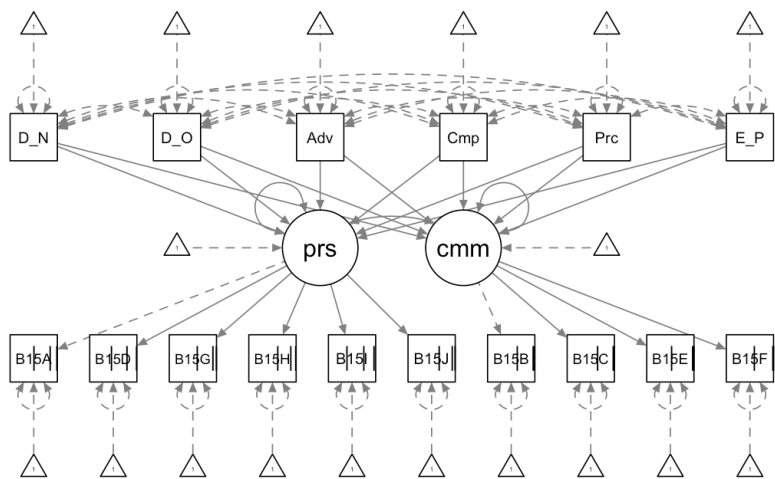 1 1 1 1 1 1
D_N D_O Adv Cmp Prc E_P
1 prs cmm 1
B15A B15D B15G B15H B15I B15J B15B B15C B15E B15F
1 1 1 1 1 1 1 1 1 1